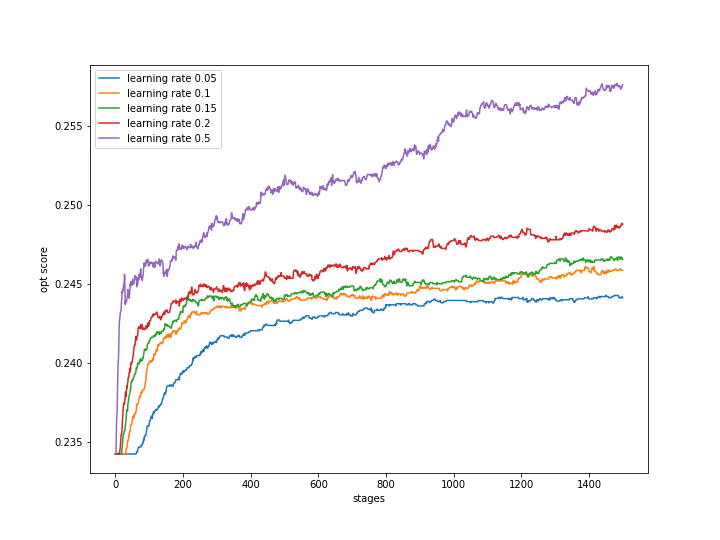 learning rate 0.05
learning rate 0.1
learning rate 0.15
learning rate 0.2
learning rate 0.5
opt score
0.255
0.250
0.245
0.240
0.235
0 200 400 600 800 1000 1200 1400
stages